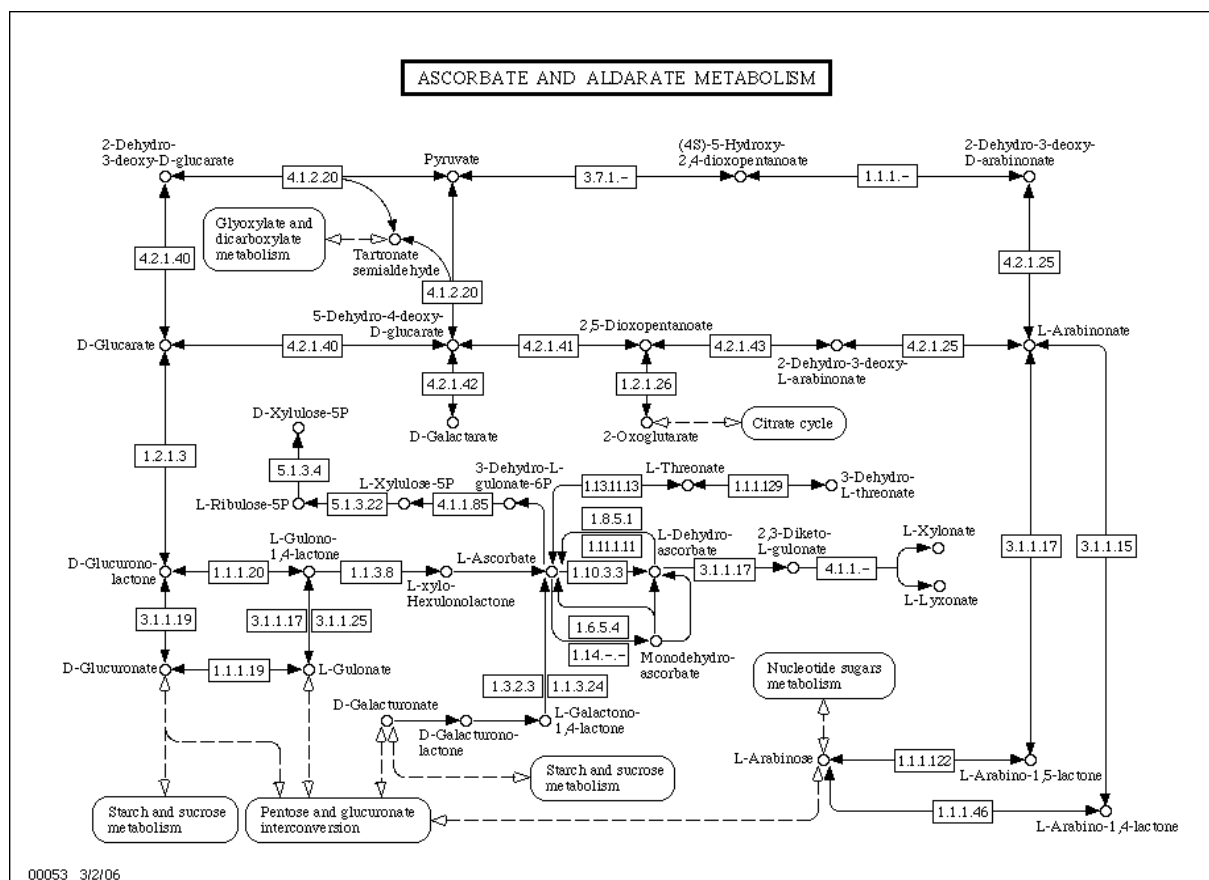 ASCORBATE AND ALDARATE METABOLISM
2-Dehydro-
3-deoxy-D-glucarate
Pyruvate
(4S)-5-Hydroxy-
2,4-dioxopentanoate
2-Dehydro-3-deoxy-
D-arabinonate
4.1.2.20
3.7.1.-
1.1.1.-
Glyoxylate and
dicarboxylate
metabolism
Tartronate
semialdehyde
4.2.1.40
4.2.1.25
4.1.2.20
5-Dehydro-4-deoxy-
D-glucarate
2,5-Dioxopentanoate
L-Arabinonate
D-Glucarate
4.2.1.40
4.2.1.41
4.2.1.43
4.2.1.25
2-Dehydro-3-deoxy-
L-arabinonate
4.2.1.42
1.2.1.26
D-Xylulose-5P
D-Galactarate
2-Oxoglutarate
Citrate cycle
1.2.1.3
5.1.3.4
L-Xylulose-5P
3-Dehydro-L-
gulonate-6P
L-Threonate
3-Dehydro-
L-threonate
1.13.11.13
1.1.1.129
L-Ribulose-5P
5.1.3.22
4.1.1.85
1.8.5.1
L-Gulono-
1,4-lactone
L-Ascorbate
1.11.1.11
L-Dehydro-
ascorbate
2,3-Diketo-
L-gulonate
L-Xylonate
3.1.1.17
3.1.1.15
D-Glucurono-
lactone
1.1.1.20
1.1.3.8
L-xylo-
Hexulonolactone
1.10.3.3
3.1.1.17
4.1.1.-
L-Lyxonate
3.1.1.19
3.1.1.17
3.1.1.25
1.6.5.4
1.14.-.-
Monodehydro-
ascorbate
D-Glucuronate
1.1.1.19
L-Gulonate
Nucleotide sugars
metabolism
1.3.2.3
1.1.3.24
D-Galacturonate
D-Galacturono-
lactone
L-Galactono-
1,4-lactone
L-Arabinose
1.1.1.122
L-Arabino-1,5-lactone
Starch and sucrose
metabolism
Starch and sucrose
metabolism
Pentose and glucuronate
interconversion
1.1.1.46
L-Arabino-1,4-lactone
00053 3/2/06